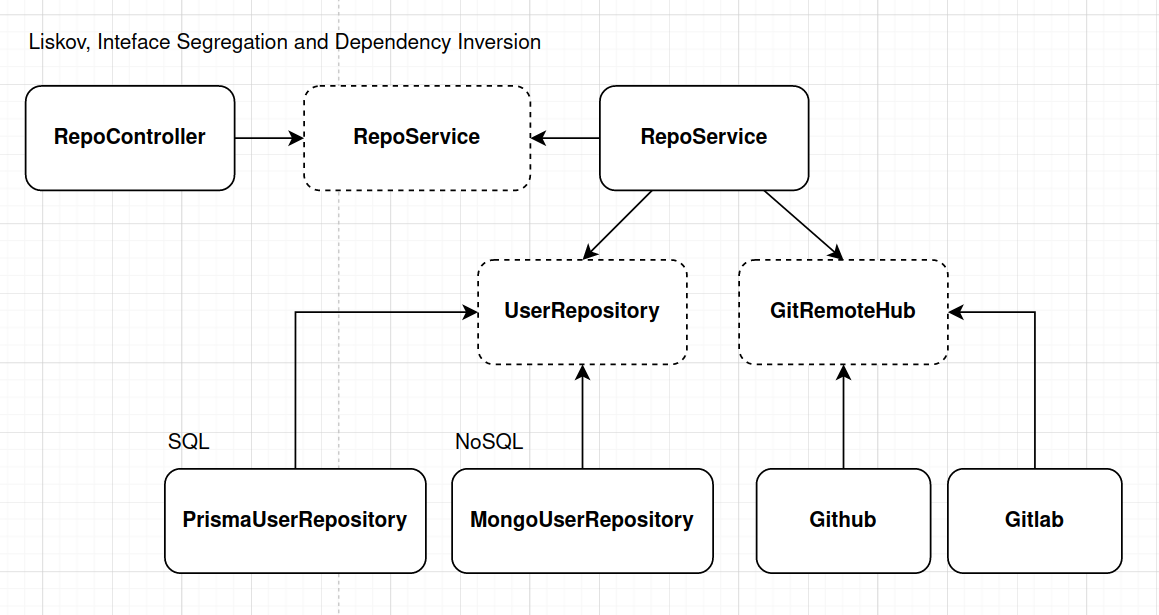 Liskov, Inteface Segregation and Dependency Inversion
RepoController
RepoService
RepoService
UserRepository
GitRemoteHub
SQL
NoSQL
PrismaUserRepository
MongoUserRepository
Github
Gitlab